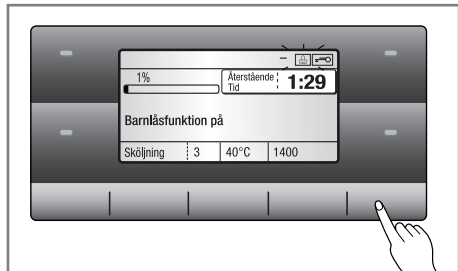 1%
Återstående
Tid
1:29
Barnlåsfunktion på
Sköljning 3 40°C 1400